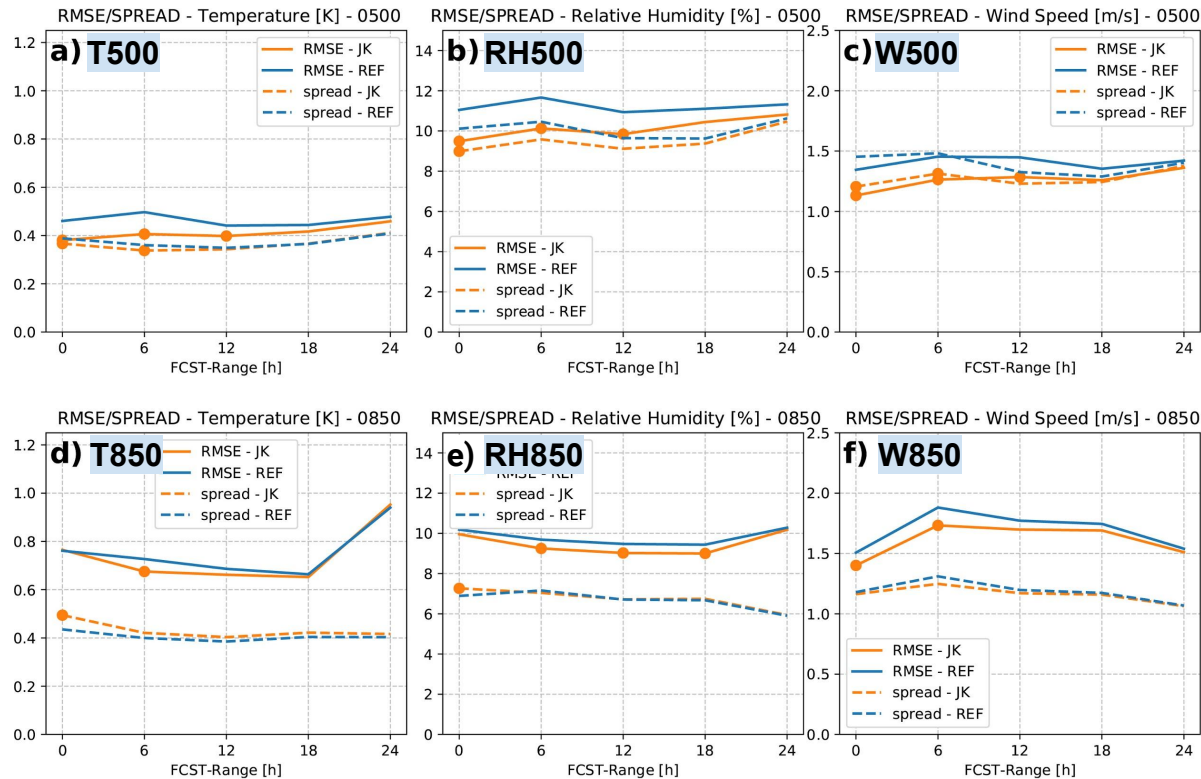 RMSE/SPREAD - Temperature [K] - 0500
a) T500
RMSE - JK
RMSE - REF
spread - JK
spread - REF
1.2
1.0
0.8
0.6
0.4
0.2
0.0
0 6 12 18 24
FCST-Range [h]
RMSE/SPREAD - Relative Humidity [%] - 0500
b) RH500
14
12
10
8
6
4
2
0
RMSE - JK
RMSE - REF
spread - JK
spread - REF
0 6 12 18 24
FCST-Range [h]
RMSE/SPREAD - Wind Speed [m/s] - 0500
c) W500
RMSE - JK
RMSE - REF
spread - JK
spread - REF
2.5
2.0
1.5
1.0
0.5
0.0
0 6 12 18 24
FCST-Range [h]
RMSE/SPREAD - Temperature [K] - 0850
d) T850
RMSE - JK
RMSE - REF
spread - JK
spread - REF
1.2
1.0
0.8
0.6
0.4
0.2
0.0
0 6 12 18 24
FCST-Range [h]
RMSE/SPREAD - Relative Humidity [%] - 0850
e) RH850
RMSE - REF
spread - JK
spread - REF
14
12
10
8
6
4
2
0
0 6 12 18 24
FCST-Range [h]
RMSE/SPREAD - Wind Speed [m/s] - 0850
f) W850
2.5
2.0
1.5
1.0
0.5
0.0
RMSE - JK
RMSE - REF
spread - JK
spread - REF
0 6 12 18 24
FCST-Range [h]